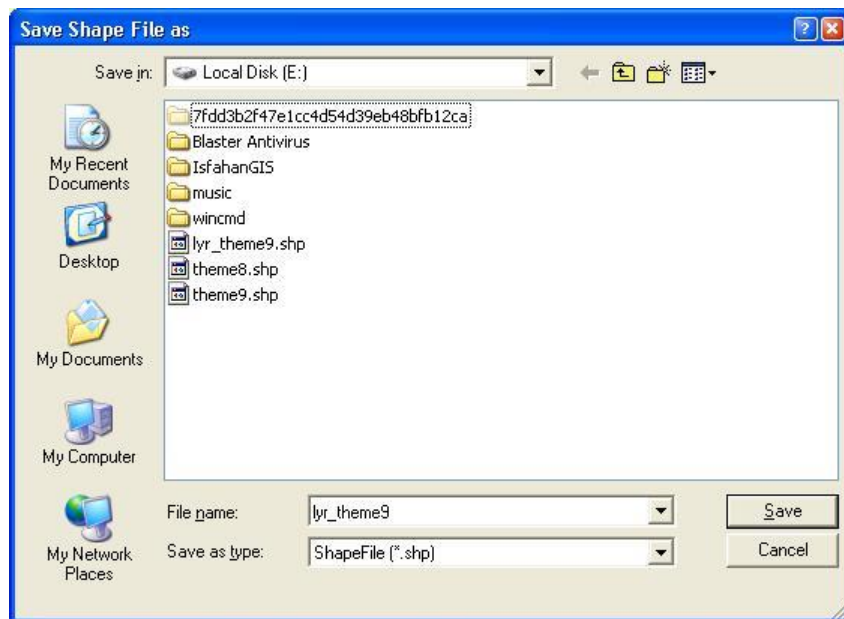 Save Shape File as
Save in:
Local Disk (E:)
My Recent
Documents
Desktop
My Documents
My Computer
My Network
Places
7fdd3b2f47e1cc4d54d39eb48bfb12ca
Blaster Antivirus
IsfahanGIS
music
wincmd
lyr_theme9.shp
theme8.shp
theme9.shp
File name:
lyr_theme9
Save
Save as type:
ShapeFile (*.shp)
Cancel